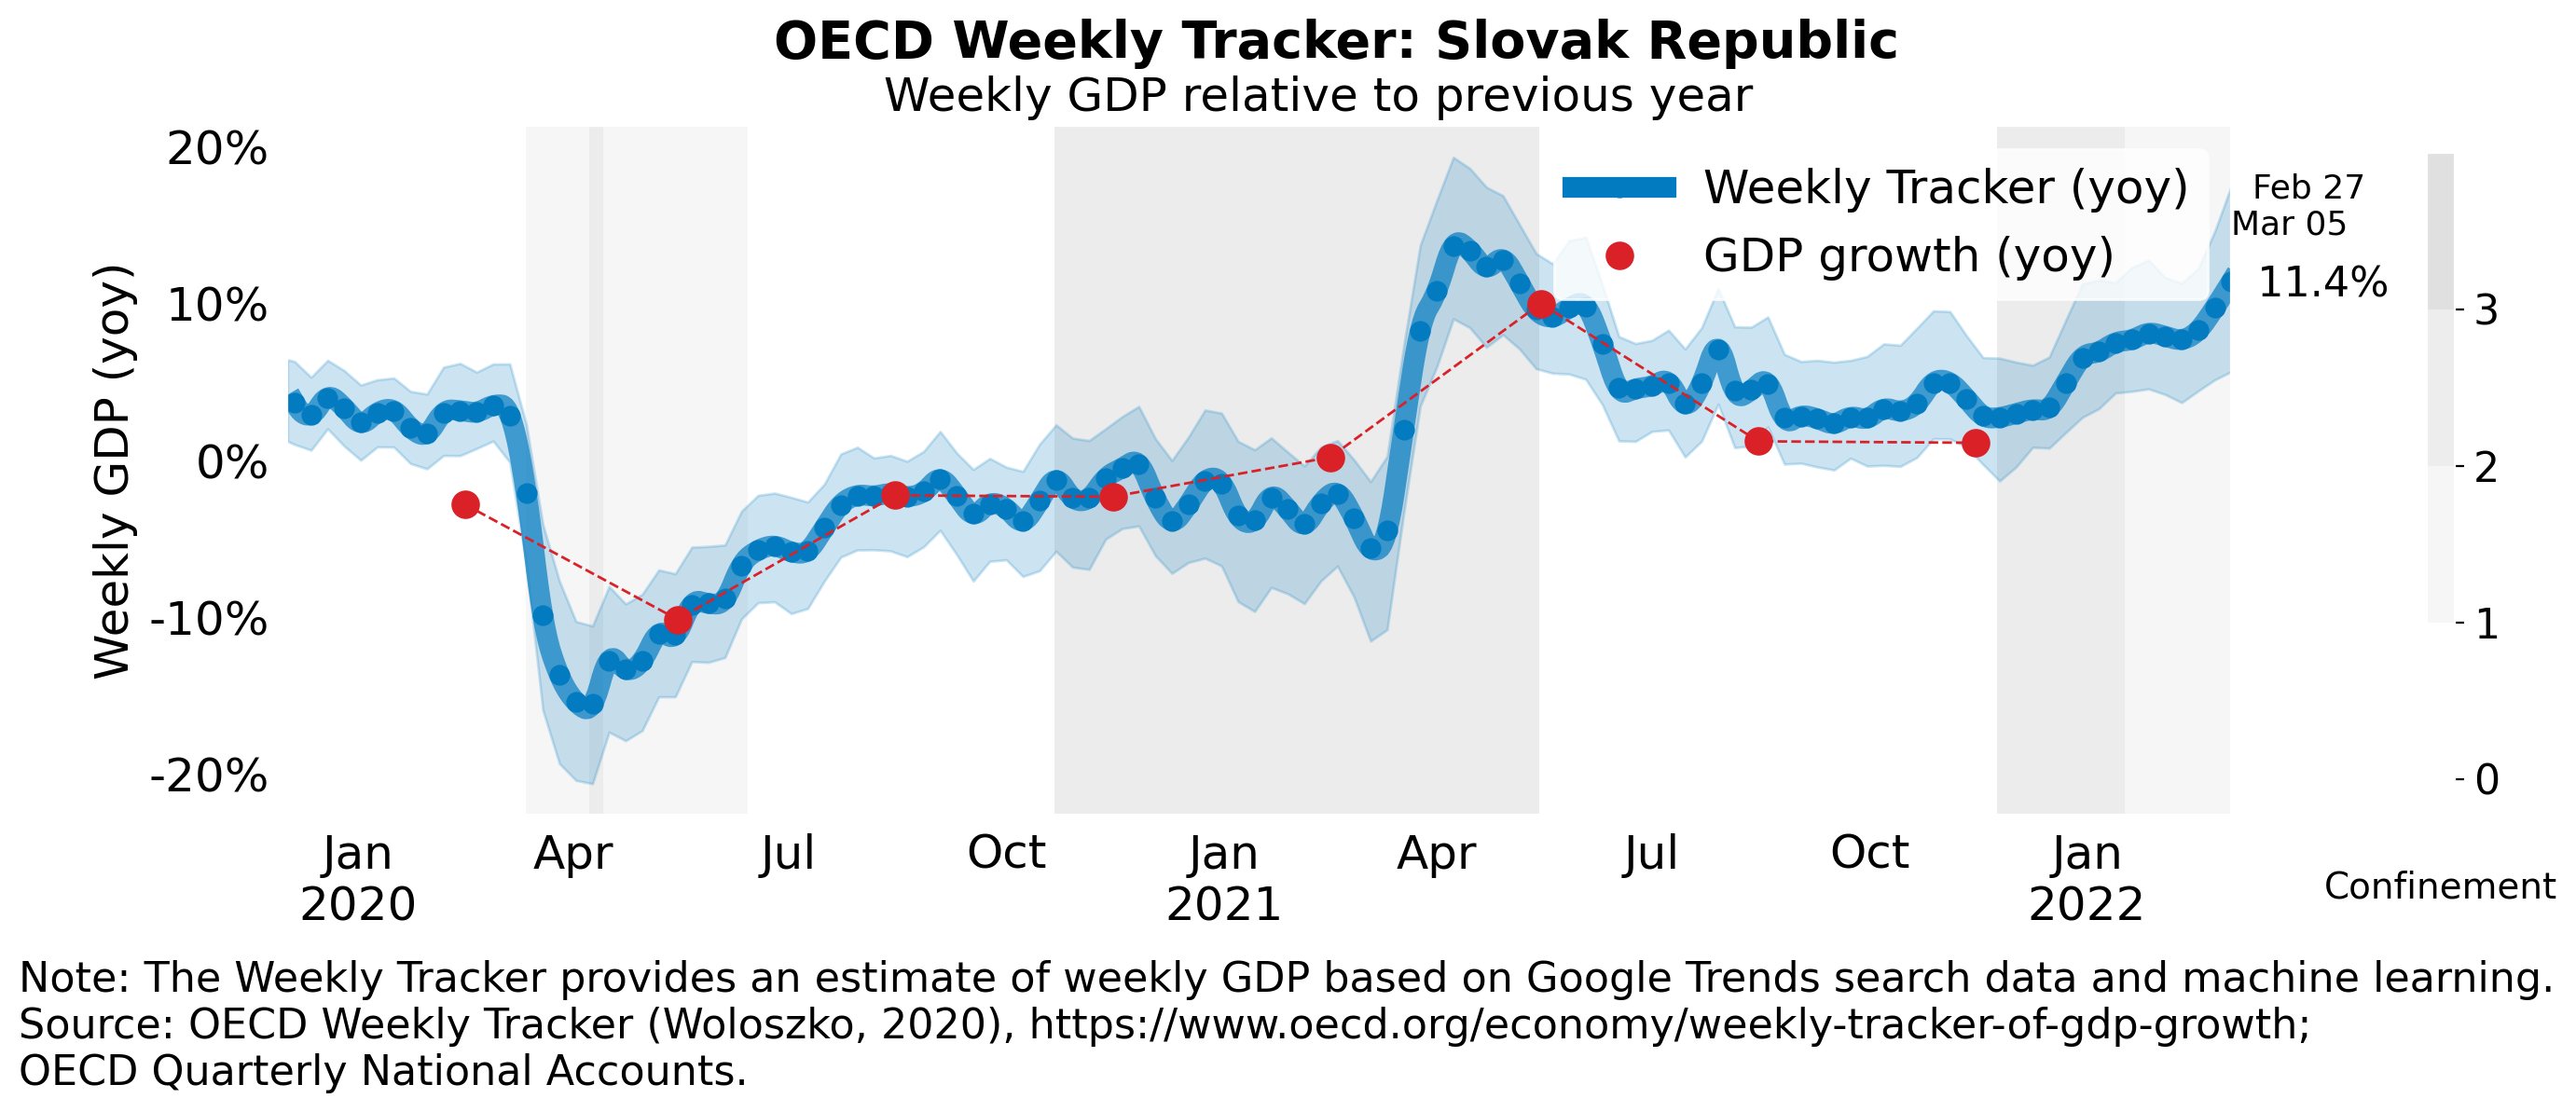 OECD Weekly Tracker: Slovak Republic
Weekly GDP relative to previous year
Weekly GDP (yoy)
20%
10%
0%
-10%
-20%
Weekly Tracker (yoy)
GDP growth (yoy)
Feb 27
Mar 05
11.4%
3
2
1
0
Confinement
Jan Apr Jul Oct Jan Apr Jul Oct Jan
2020 2021 2022
Note: The Weekly Tracker provides an estimate of weekly GDP based on Google Trends search data and machine learning.
Source: OECD Weekly Tracker (Woloszko, 2020), https://www.oecd.org/economy/weekly-tracker-of-gdp-growth;
OECD Quarterly National Accounts.